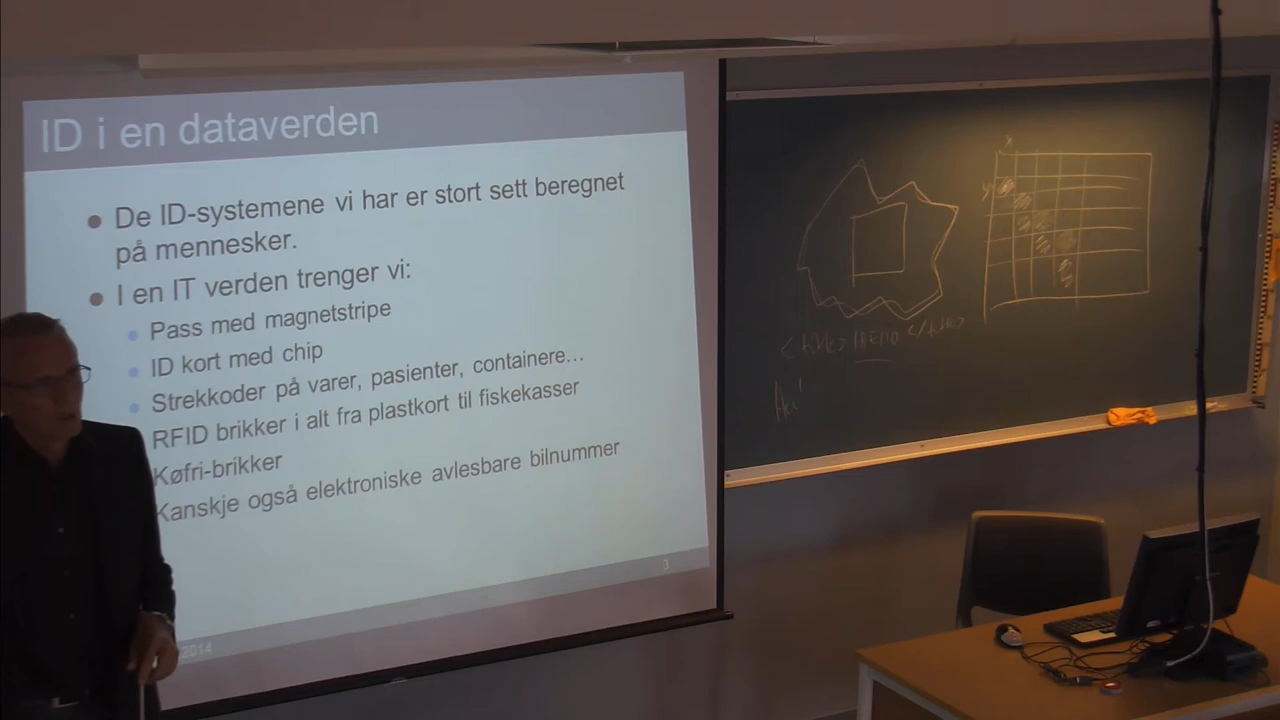 ID i en dataverden
De ID-systemene vi har er stort sett beregnet
på mennesker.
I en IT verden trenger vi:
Pass med magnetstripe
ID kort med chip
Strekkoder på varer, pasienter, containere...
RFID brikker i alt fra plastkort til fiskekasser
Køfri-brikker
Kanskje også elektroniske avlesbare bilnummer
3
2014
x
y